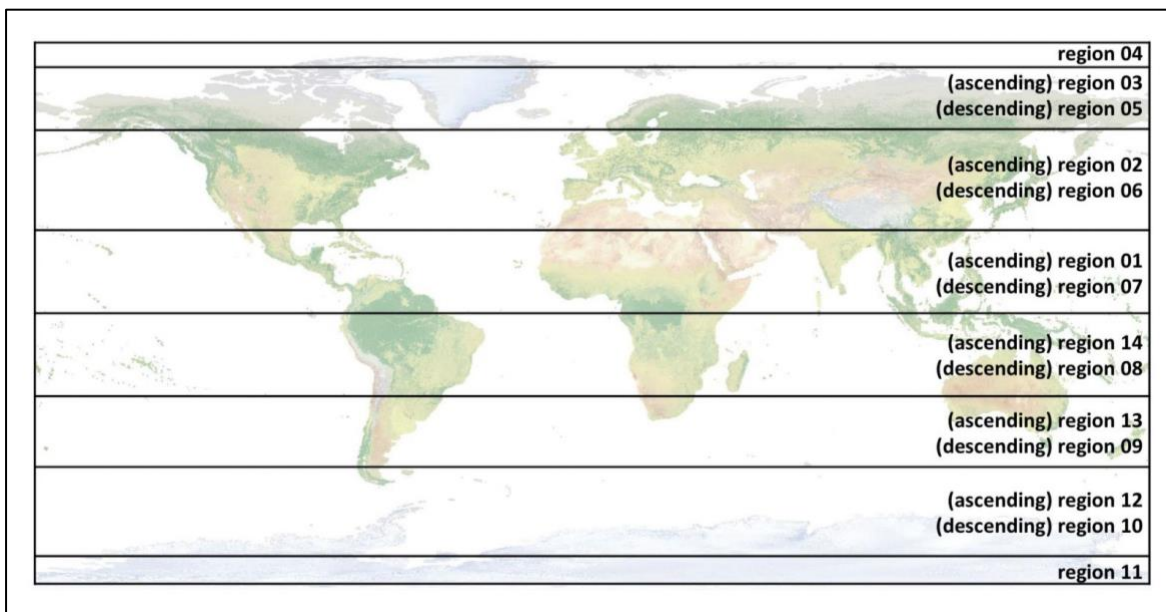 region 04
(ascending) region 03
(descending) region 05
(ascending) region 02
(descending) region 06
(ascending) region 01
(descending) region 07
(ascending) region 14
(descending) region 08
(ascending) region 13
(descending) region 09
(ascending) region 12
(descending) region 10
region 11